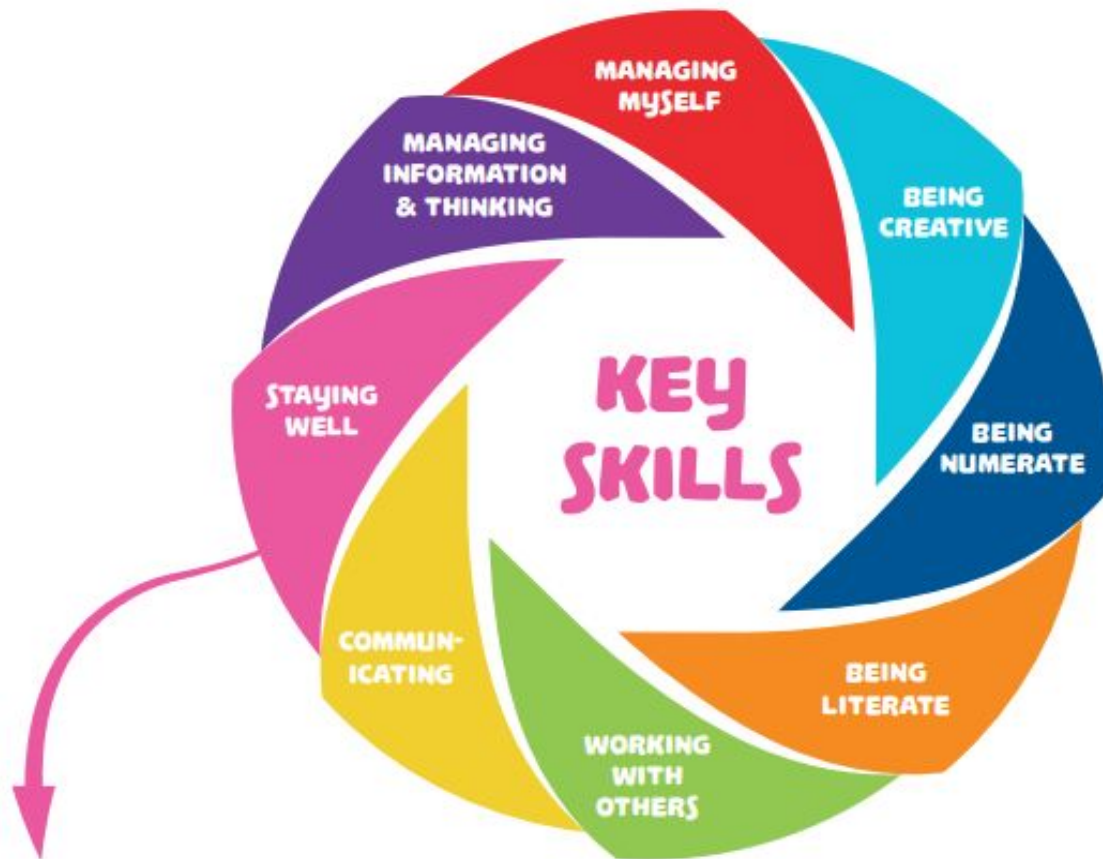 MANAGING
MYSELF
BEING
CREATIVE
BEING
NUMERATE
BEING
LITERATE
WORKING
WITH
OTHERS
COMMUN-
ICATING
STAYING
WELL
MANAGING
INFORMATION
& THINKING
KEY
SKILLS